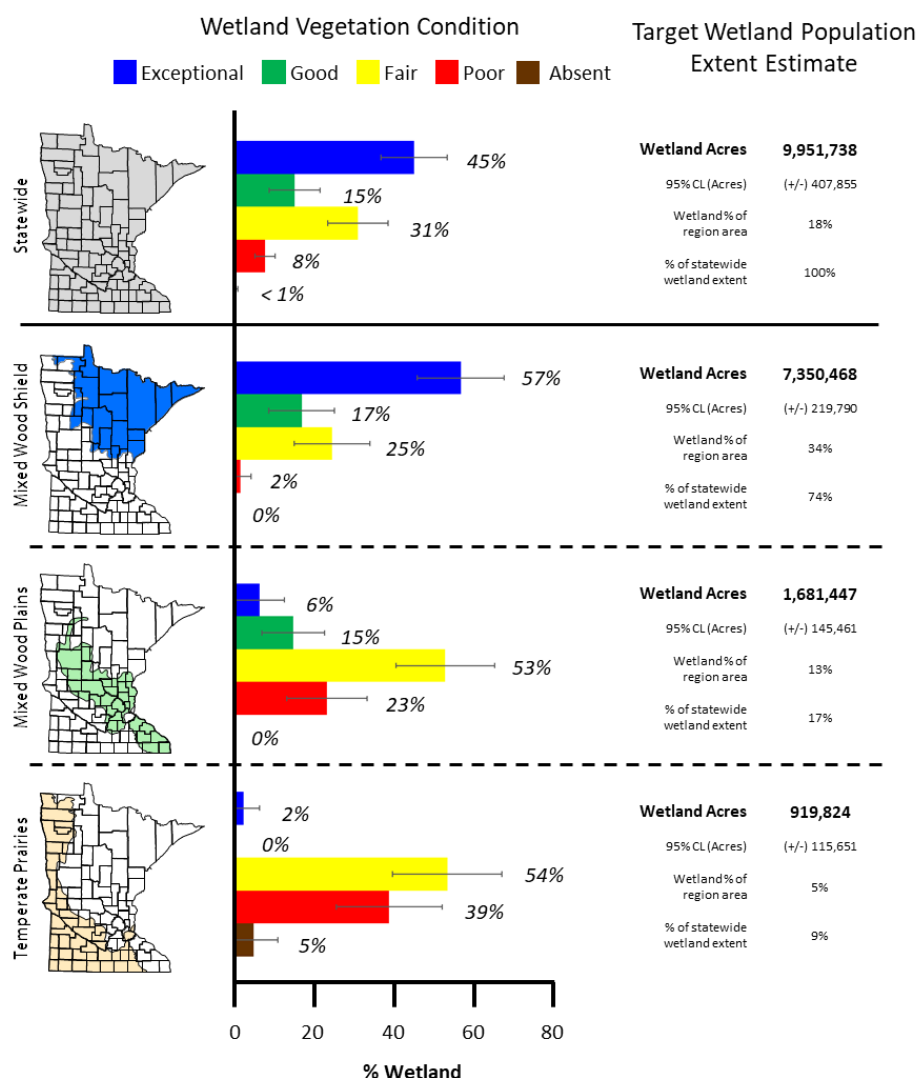 Wetland Vegetation Condition
Target Wetland Population
Extent Estimate
Exceptional Good Fair Poor Absent
Statewide
45%
15%
31%
8%
< 1%
Wetland Acres 9,951,738
95% CL (Acres) (+/-) 407,855
Wetland % of
region area
18%
% of statewide
wetland extent
100%
Mixed Wood Shield
57%
17%
25%
2%
0%
Wetland Acres 7,350,468
95% CL (Acres) (+/-) 219,790
Wetland % of
region area
34%
% of statewide
wetland extent
74%
Mixed Wood Plains
6%
15%
53%
23%
0%
Wetland Acres 1,681,447
95% CL (Acres) (+/-) 145,461
Wetland % of
region area
13%
% of statewide
wetland extent
17%
Temperate Prairies
2%
0%
54%
39%
5%
Wetland Acres 919,824
95% CL (Acres) (+/-) 115,651
Wetland % of
region area
5%
% of statewide
wetland extent
9%
0 20 40 60 80
% Wetland